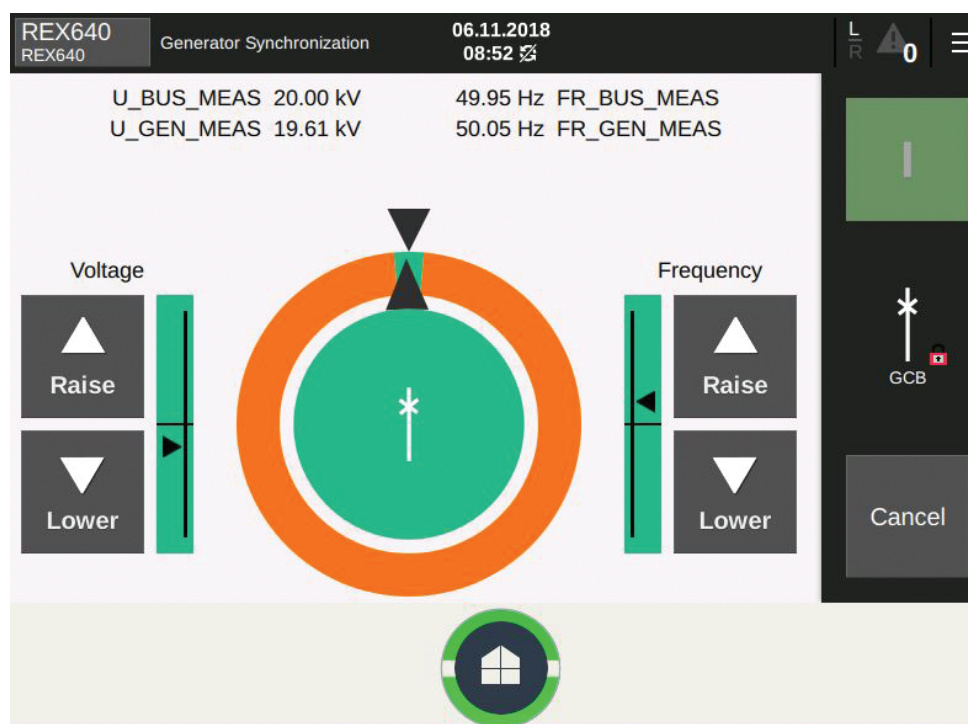 REX640
REX640
Generator Synchronization
06.11.2018
08:52
L
R
0
U_BUS_MEAS 20.00 kV
49.95 Hz FR_BUS_MEAS
U_GEN_MEAS 19.61 kV
50.05 Hz FR_GEN_MEAS
Voltage
Frequency
Raise
Raise
GCB
Lower
Lower
Cancel